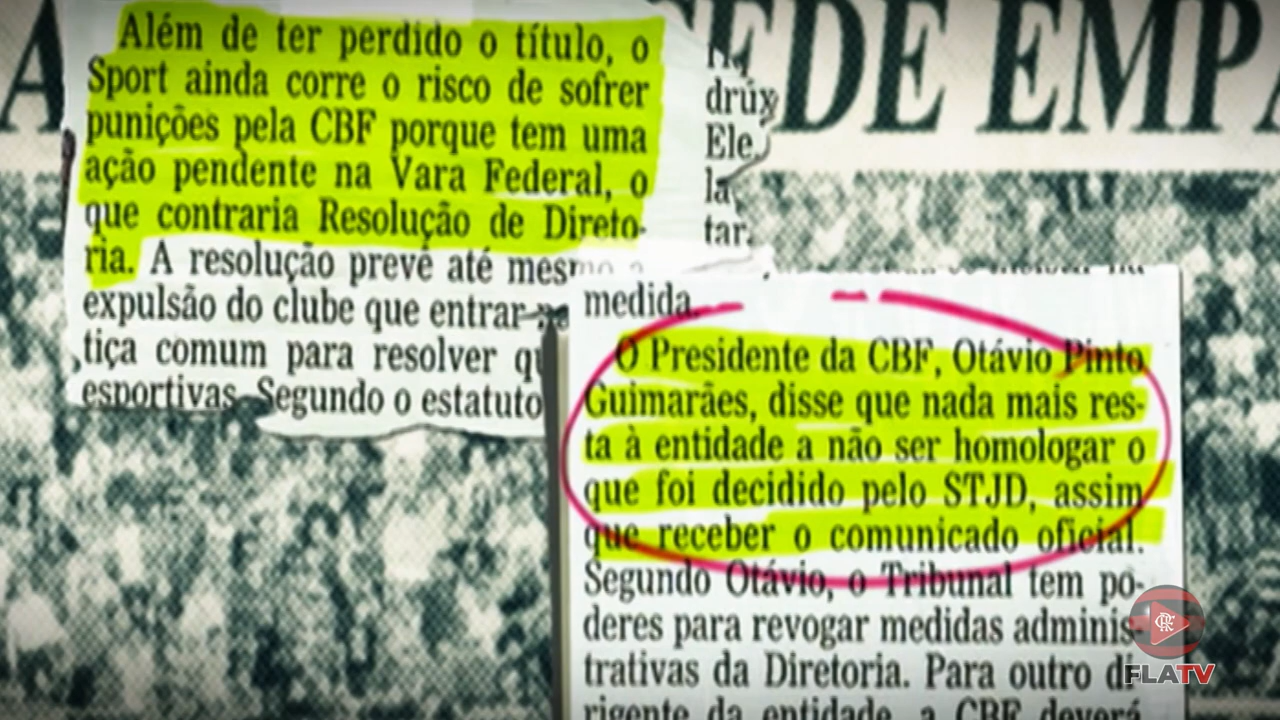 EDE EMPA
Além de ter perdido o título, o
Sport ainda corre o risco de sofrer
punições pela CBF porque tem uma
ação pendente na Vara Federal, o
que contraria Resolução de Direto-
ria. A resolução prevê até
expulsão do clube que entrar
tiça comum para resolver
esportivas. Segundo o estatuto
drúx
Ele
la
tar.
medida.
O Presidente da CBF, Otávio Pinto
Guimarães, disse que nada mais res-
ta à entidade a não ser homologar o
que foi decidido pelo STJD, assim
que receber o comunicado oficial.
Segundo Otávio, o Tribunal tem po-
deres para revogar medidas adminis-
trativas da Diretoria. Para outro di-
rigente da entidade, a CBF deverá
FLATV